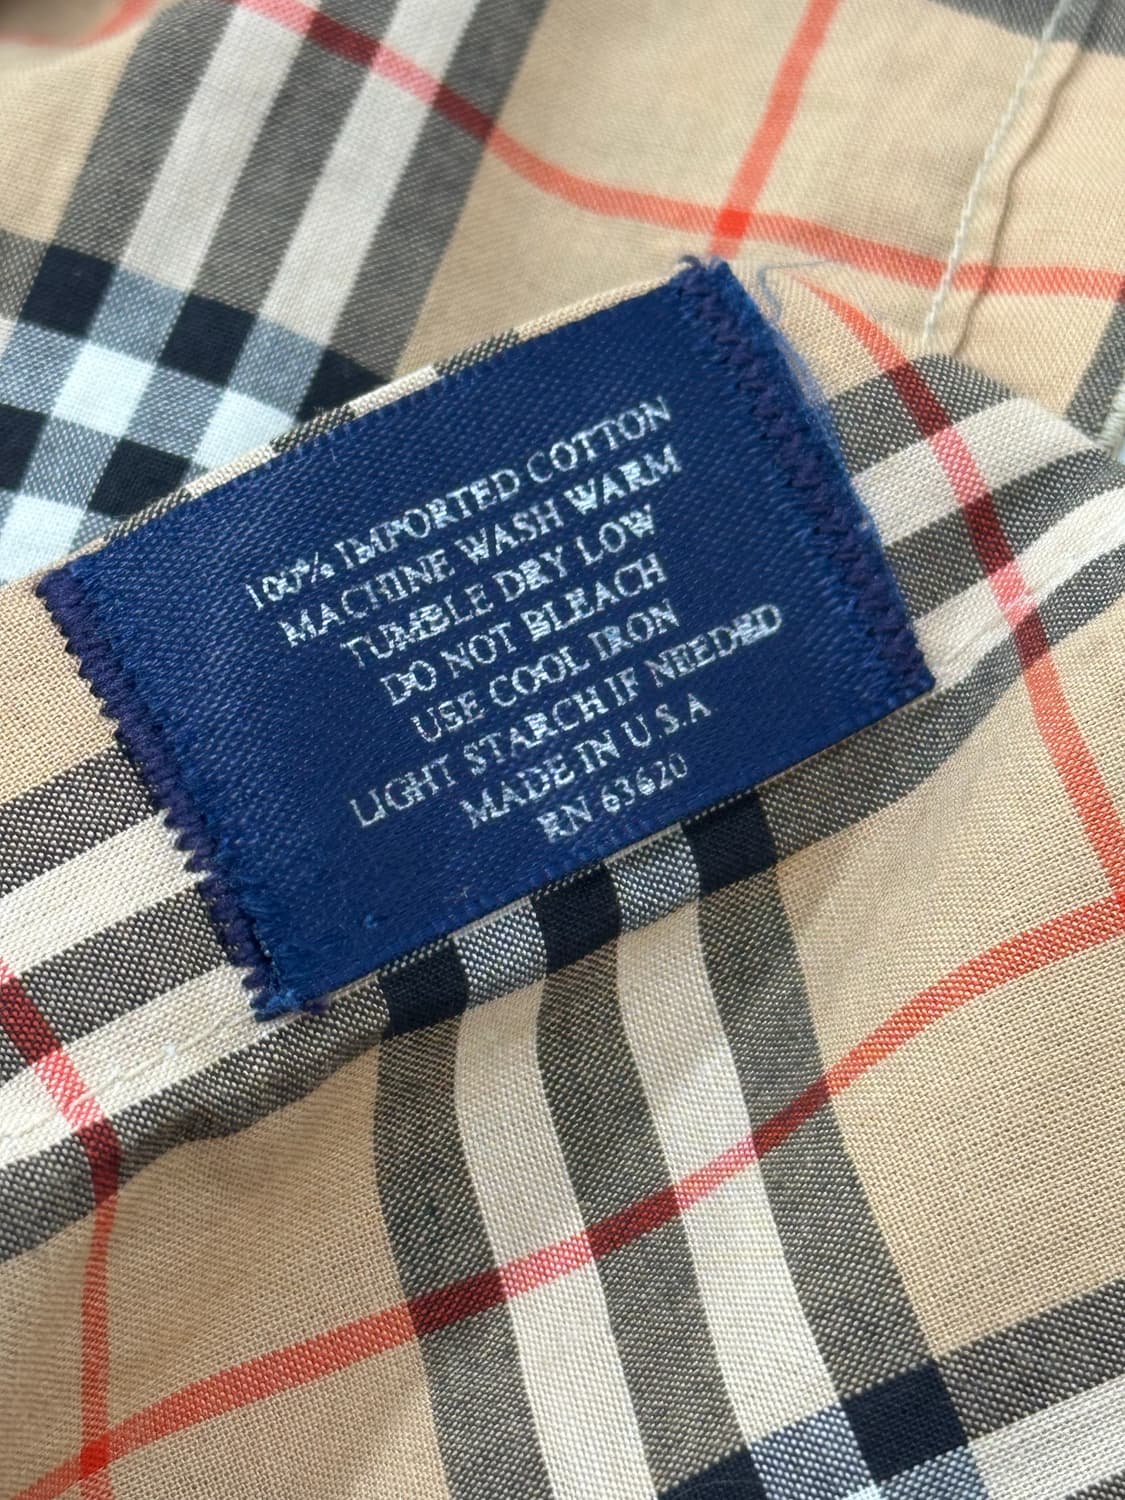 100% IMPORTED COTTON
MACHINE WASH WARM
TUMBLE DRY LOW
DO NOT BLEACH
USE COOL IRON
LIGHT STARCH IF NEEDED
MADE IN U.S.A
RN 63620